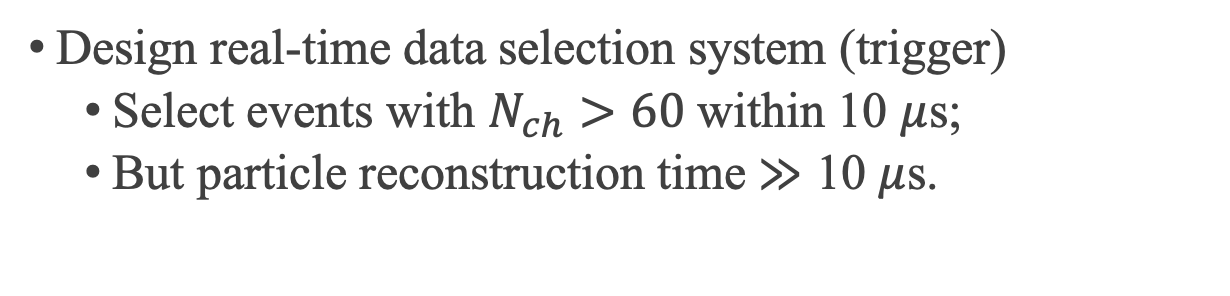 • Design real-time data selection system (trigger)
• Select events with 𝑁𝑐ℎ > 60 within 10 𝜇s;
• But particle reconstruction time ≫ 10 𝜇s.